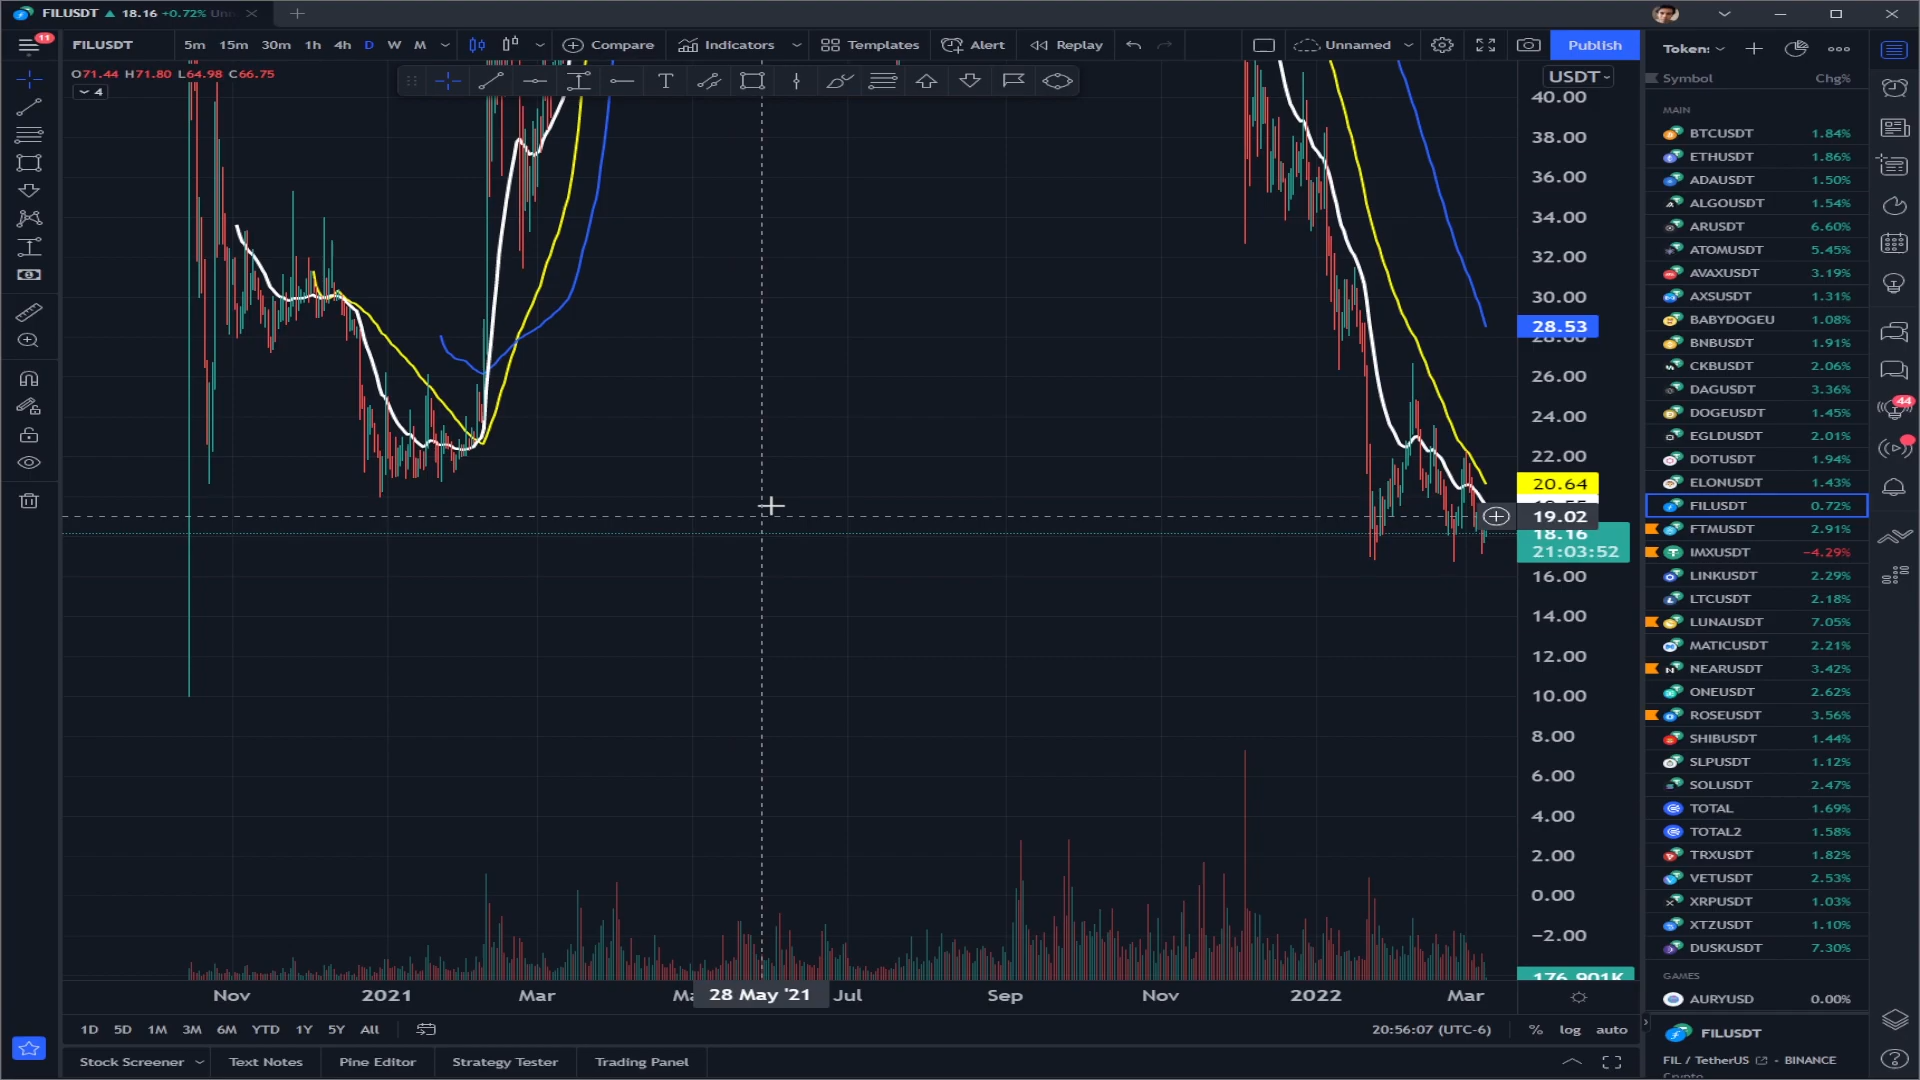 FILUSDT ▲ 18.16 +0.72%
11
FILUSDT 5m 15m 30m 1h 4h D W M Compare Indicators Templates Alert Replay Unnamed Publish
O71.44 H71.80 L64.98 C66.75
4
T
USDT
40.00
38.00
36.00
34.00
32.00
30.00
28.53
28.00
26.00
24.00
22.00
20.64
19.02
18.16
21:03:52
16.00
14.00
12.00
10.00
8.00
6.00
4.00
2.00
0.00
−2.00
176.901K
Nov 2021 Mar 28 May '21 Jul Sep Nov 2022 Mar
1D 5D 1M 3M 6M YTD 1Y 5Y All 20:56:07 (UTC-6) % log auto
Stock Screener Text Notes Pine Editor Strategy Tester Trading Panel
Token:
Symbol Chg%
MAIN
BTCUSDT 1.84%
ETHUSDT 1.86%
ADAUSDT 1.50%
ALGOUSDT 1.54%
ARUSDT 6.60%
ATOMUSDT 5.45%
AVAXUSDT 3.19%
AXSUSDT 1.31%
BABYDOGEU 1.08%
BNBUSDT 1.91%
CKBUSDT 2.06%
DAGUSDT 3.36%
DOGEUSDT 1.45%
EGLDUSDT 2.01%
DOTUSDT 1.94%
ELONUSDT 1.43%
FILUSDT 0.72%
FTMUSDT 2.91%
IMXUSDT −4.29%
LINKUSDT 2.29%
LTCUSDT 2.18%
LUNAUSDT 7.05%
MATICUSDT 2.21%
NEARUSDT 3.42%
ONEUSDT 2.62%
ROSEUSDT 3.56%
SHIBUSDT 1.44%
SLPUSDT 1.12%
SOLUSDT 2.47%
TOTAL 1.69%
TOTAL2 1.58%
TRXUSDT 1.82%
VETUSDT 2.53%
XRPUSDT 1.03%
XTZUSDT 1.10%
DUSKUSDT 7.30%
GAMES
AURYUSD 0.00%
FILUSDT
FIL / TetherUS - BINANCE
Crypto
44